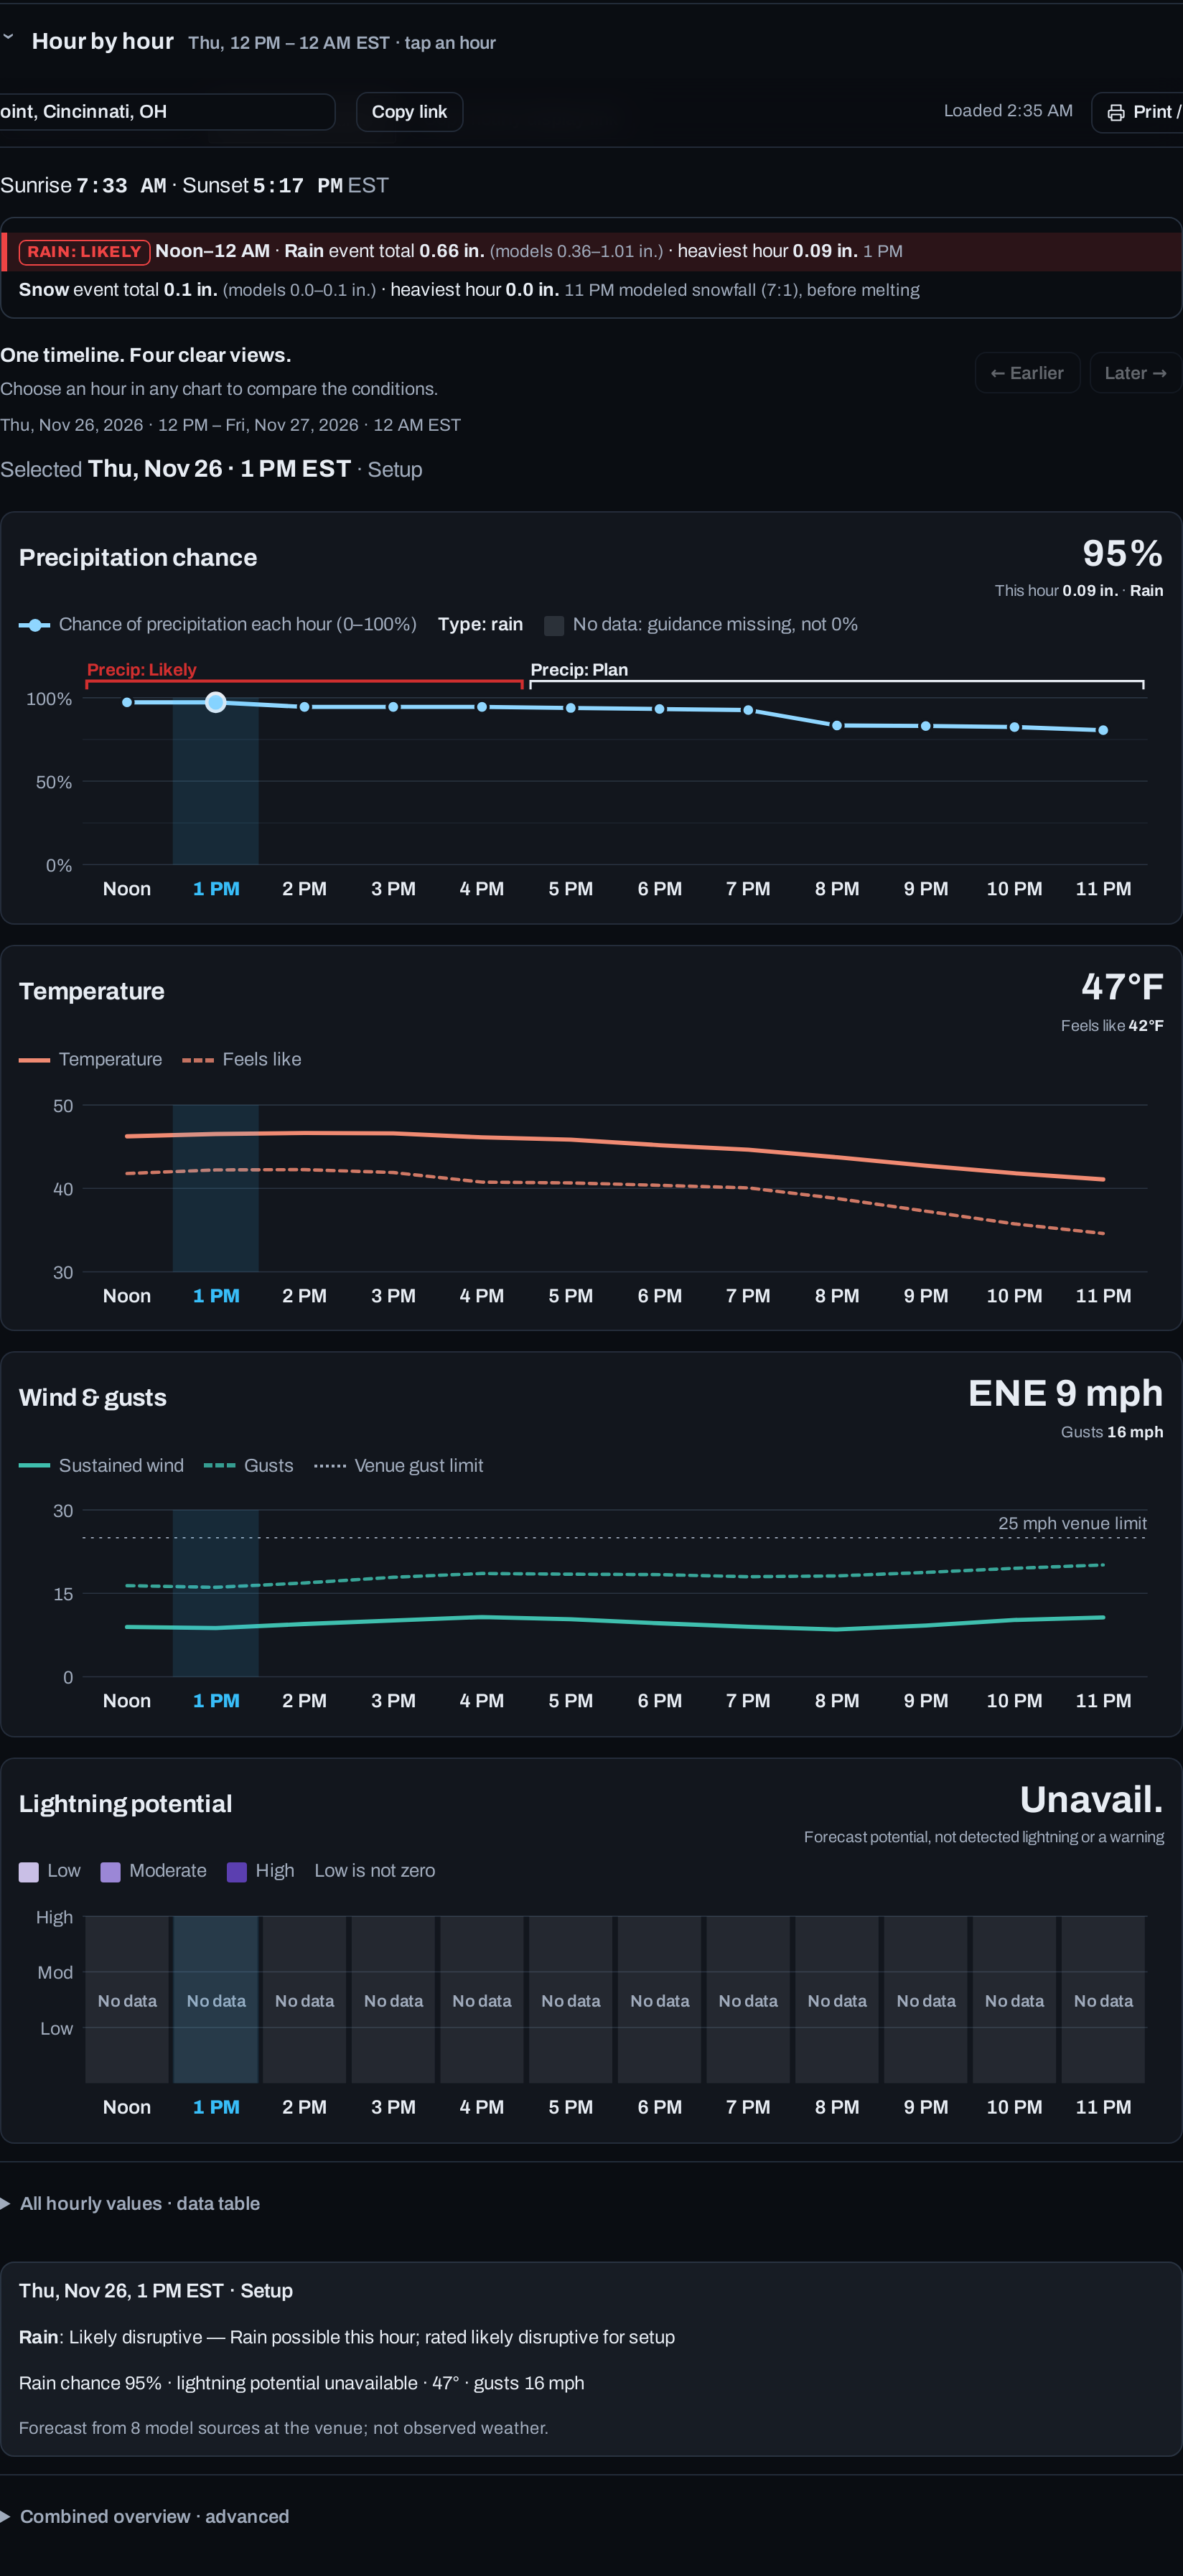 Hour by hour Thu, 12 PM – 12 AM EST · tap an hour
oint, Cincinnati, OH Copy link Loaded 2:35 AM Print /
Sunrise 7:33 AM · Sunset 5:17 PM EST
RAIN: LIKELY Noon–12 AM · Rain event total 0.66 in. (models 0.36–1.01 in.) · heaviest hour 0.09 in. 1 PM
Snow event total 0.1 in. (models 0.0–0.1 in.) · heaviest hour 0.0 in. 11 PM modeled snowfall (7:1), before melting
One timeline. Four clear views.
← Earlier Later →
Choose an hour in any chart to compare the conditions.
Thu, Nov 26, 2026 · 12 PM – Fri, Nov 27, 2026 · 12 AM EST
Selected Thu, Nov 26 · 1 PM EST · Setup
Precipitation chance 95%
This hour 0.09 in. · Rain
Chance of precipitation each hour (0–100%) Type: rain No data: guidance missing, not 0%
Precip: Likely Precip: Plan
100%
50%
0%
Noon 1 PM 2 PM 3 PM 4 PM 5 PM 6 PM 7 PM 8 PM 9 PM 10 PM 11 PM
Temperature 47°F
Feels like 42°F
Temperature Feels like
50
40
30
Noon 1 PM 2 PM 3 PM 4 PM 5 PM 6 PM 7 PM 8 PM 9 PM 10 PM 11 PM
Wind & gusts ENE 9 mph
Gusts 16 mph
Sustained wind Gusts Venue gust limit
30
25 mph venue limit
15
0
Noon 1 PM 2 PM 3 PM 4 PM 5 PM 6 PM 7 PM 8 PM 9 PM 10 PM 11 PM
Lightning potential Unavail.
Forecast potential, not detected lightning or a warning
Low Moderate High Low is not zero
High
Mod
No data No data No data No data No data No data No data No data No data No data No data No data
Low
Noon 1 PM 2 PM 3 PM 4 PM 5 PM 6 PM 7 PM 8 PM 9 PM 10 PM 11 PM
All hourly values · data table
Thu, Nov 26, 1 PM EST · Setup
Rain: Likely disruptive — Rain possible this hour; rated likely disruptive for setup
Rain chance 95% · lightning potential unavailable · 47° · gusts 16 mph
Forecast from 8 model sources at the venue; not observed weather.
Combined overview · advanced